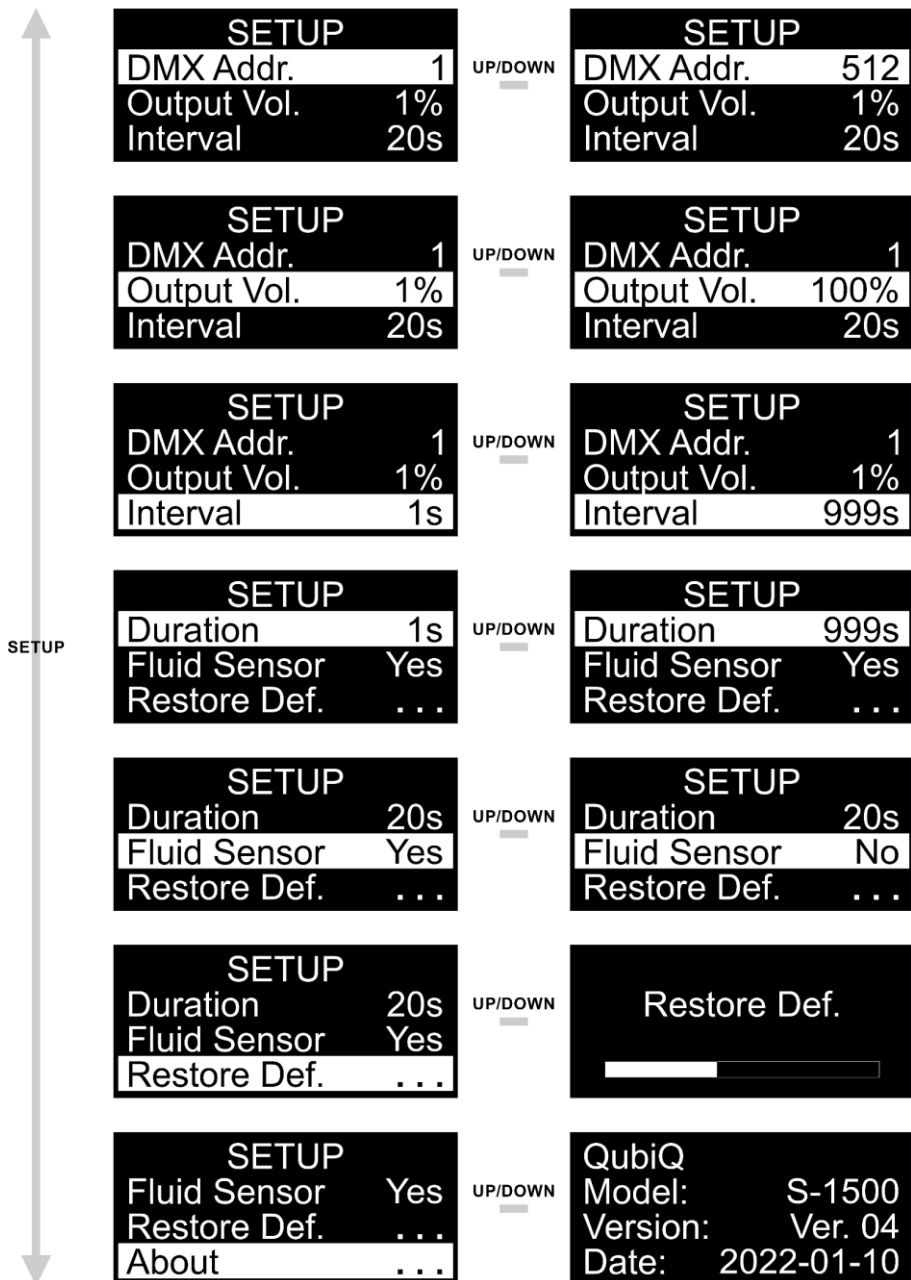 SETUP
DMX Addr. 1
Output Vol. 1%
Interval 20s
UP/DOWN
SETUP
DMX Addr. 512
Output Vol. 1%
Interval 20s
SETUP
DMX Addr. 1
Output Vol. 1%
Interval 20s
UP/DOWN
SETUP
DMX Addr. 1
Output Vol. 100%
Interval 20s
SETUP
DMX Addr. 1
Output Vol. 1%
Interval 1s
UP/DOWN
SETUP
DMX Addr. 1
Output Vol. 1%
Interval 999s
SETUP
SETUP
Duration 1s
Fluid Sensor Yes
Restore Def. ...
UP/DOWN
SETUP
Duration 999s
Fluid Sensor Yes
Restore Def. ...
SETUP
Duration 20s
Fluid Sensor Yes
Restore Def. ...
UP/DOWN
SETUP
Duration 20s
Fluid Sensor No
Restore Def. ...
SETUP
Duration 20s
Fluid Sensor Yes
Restore Def. ...
UP/DOWN
Restore Def.
SETUP
Fluid Sensor Yes
Restore Def. ...
About ...
UP/DOWN
QubiQ
Model: S-1500
Version: Ver. 04
Date: 2022-01-10